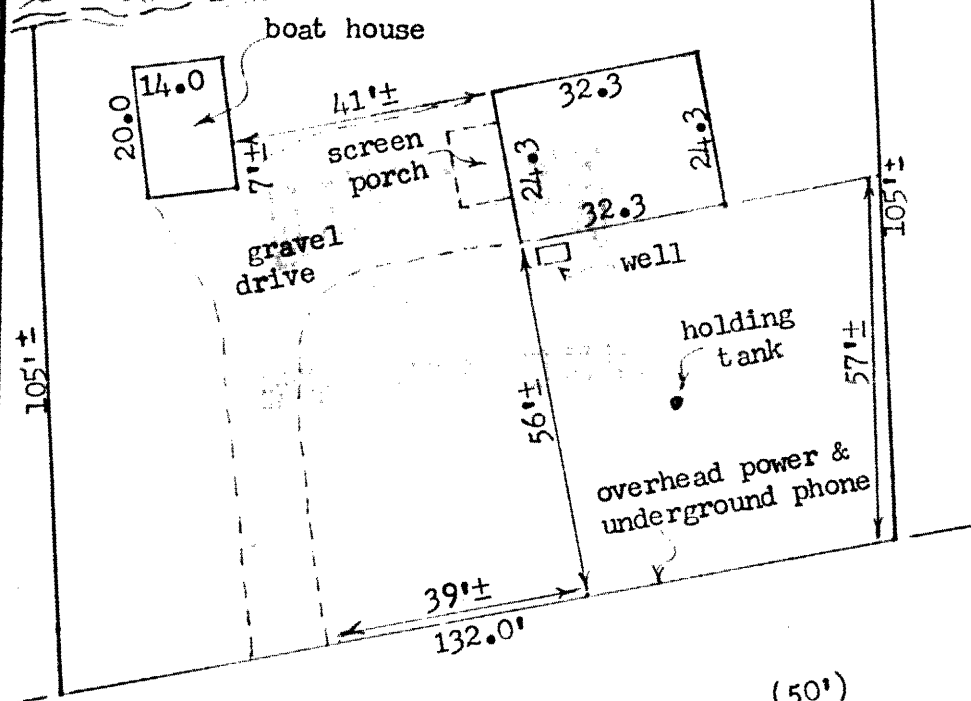 boat house
14.0
20.0
41'±
7'±
screen
porch
32.3
24.3
24.3
32.3
105'±
gravel
drive
well
holding
tank
105'±
57'±
56'±
overhead power &
underground phone
39'±
132.0'
(50')